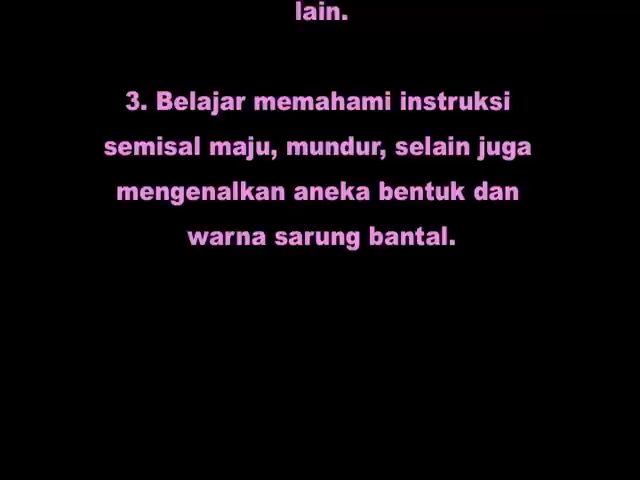 lain.
3. Belajar memahami instruksi
semisal maju, mundur, selain juga
mengenalkan aneka bentuk dan
warna sarung bantal.